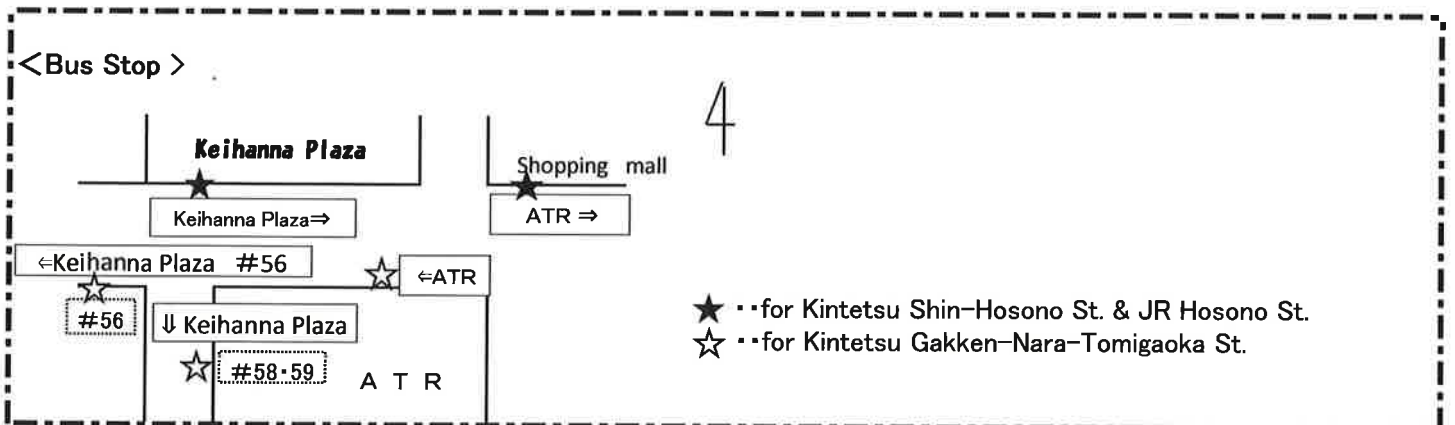 <Bus Stop >
4
Keihanna Plaza
Shopping mall
Keihanna Plaza⇒
ATR ⇒
⇐Keihanna Plaza #56
⇐ATR
#56
⇓ Keihanna Plaza
★ ‥for Kintetsu Shin-Hosono St. & JR Hosono St.
☆ ‥for Kintetsu Gakken-Nara-Tomigaoka St.
#58・59
A T R